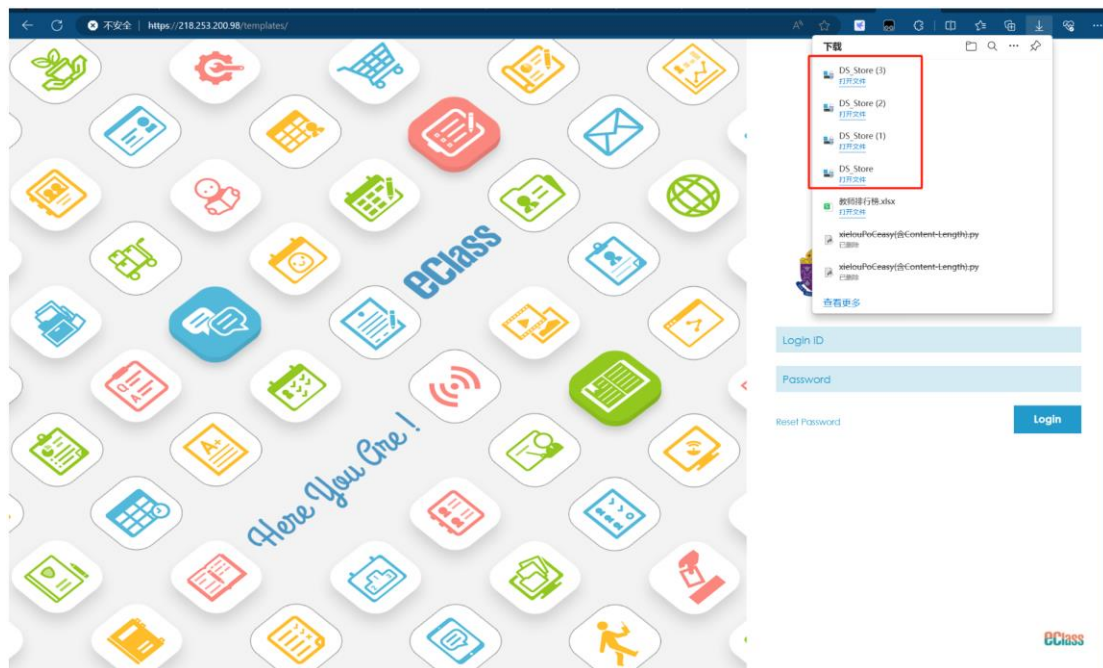 不安全 | https://218.253.200.98/templates/
下载
DS_Store (3)
打开文件
DS_Store (2)
打开文件
DS_Store (1)
打开文件
DS_Store
打开文件
教师排行榜.xlsx
打开文件
xielouPoCeasy(含Content-Length).py
已删除
xielouPoCeasy(含Content-Length).py
已删除
查看更多
eClass
Here You Are !
Login ID
Password
Reset Password
Login
eClass